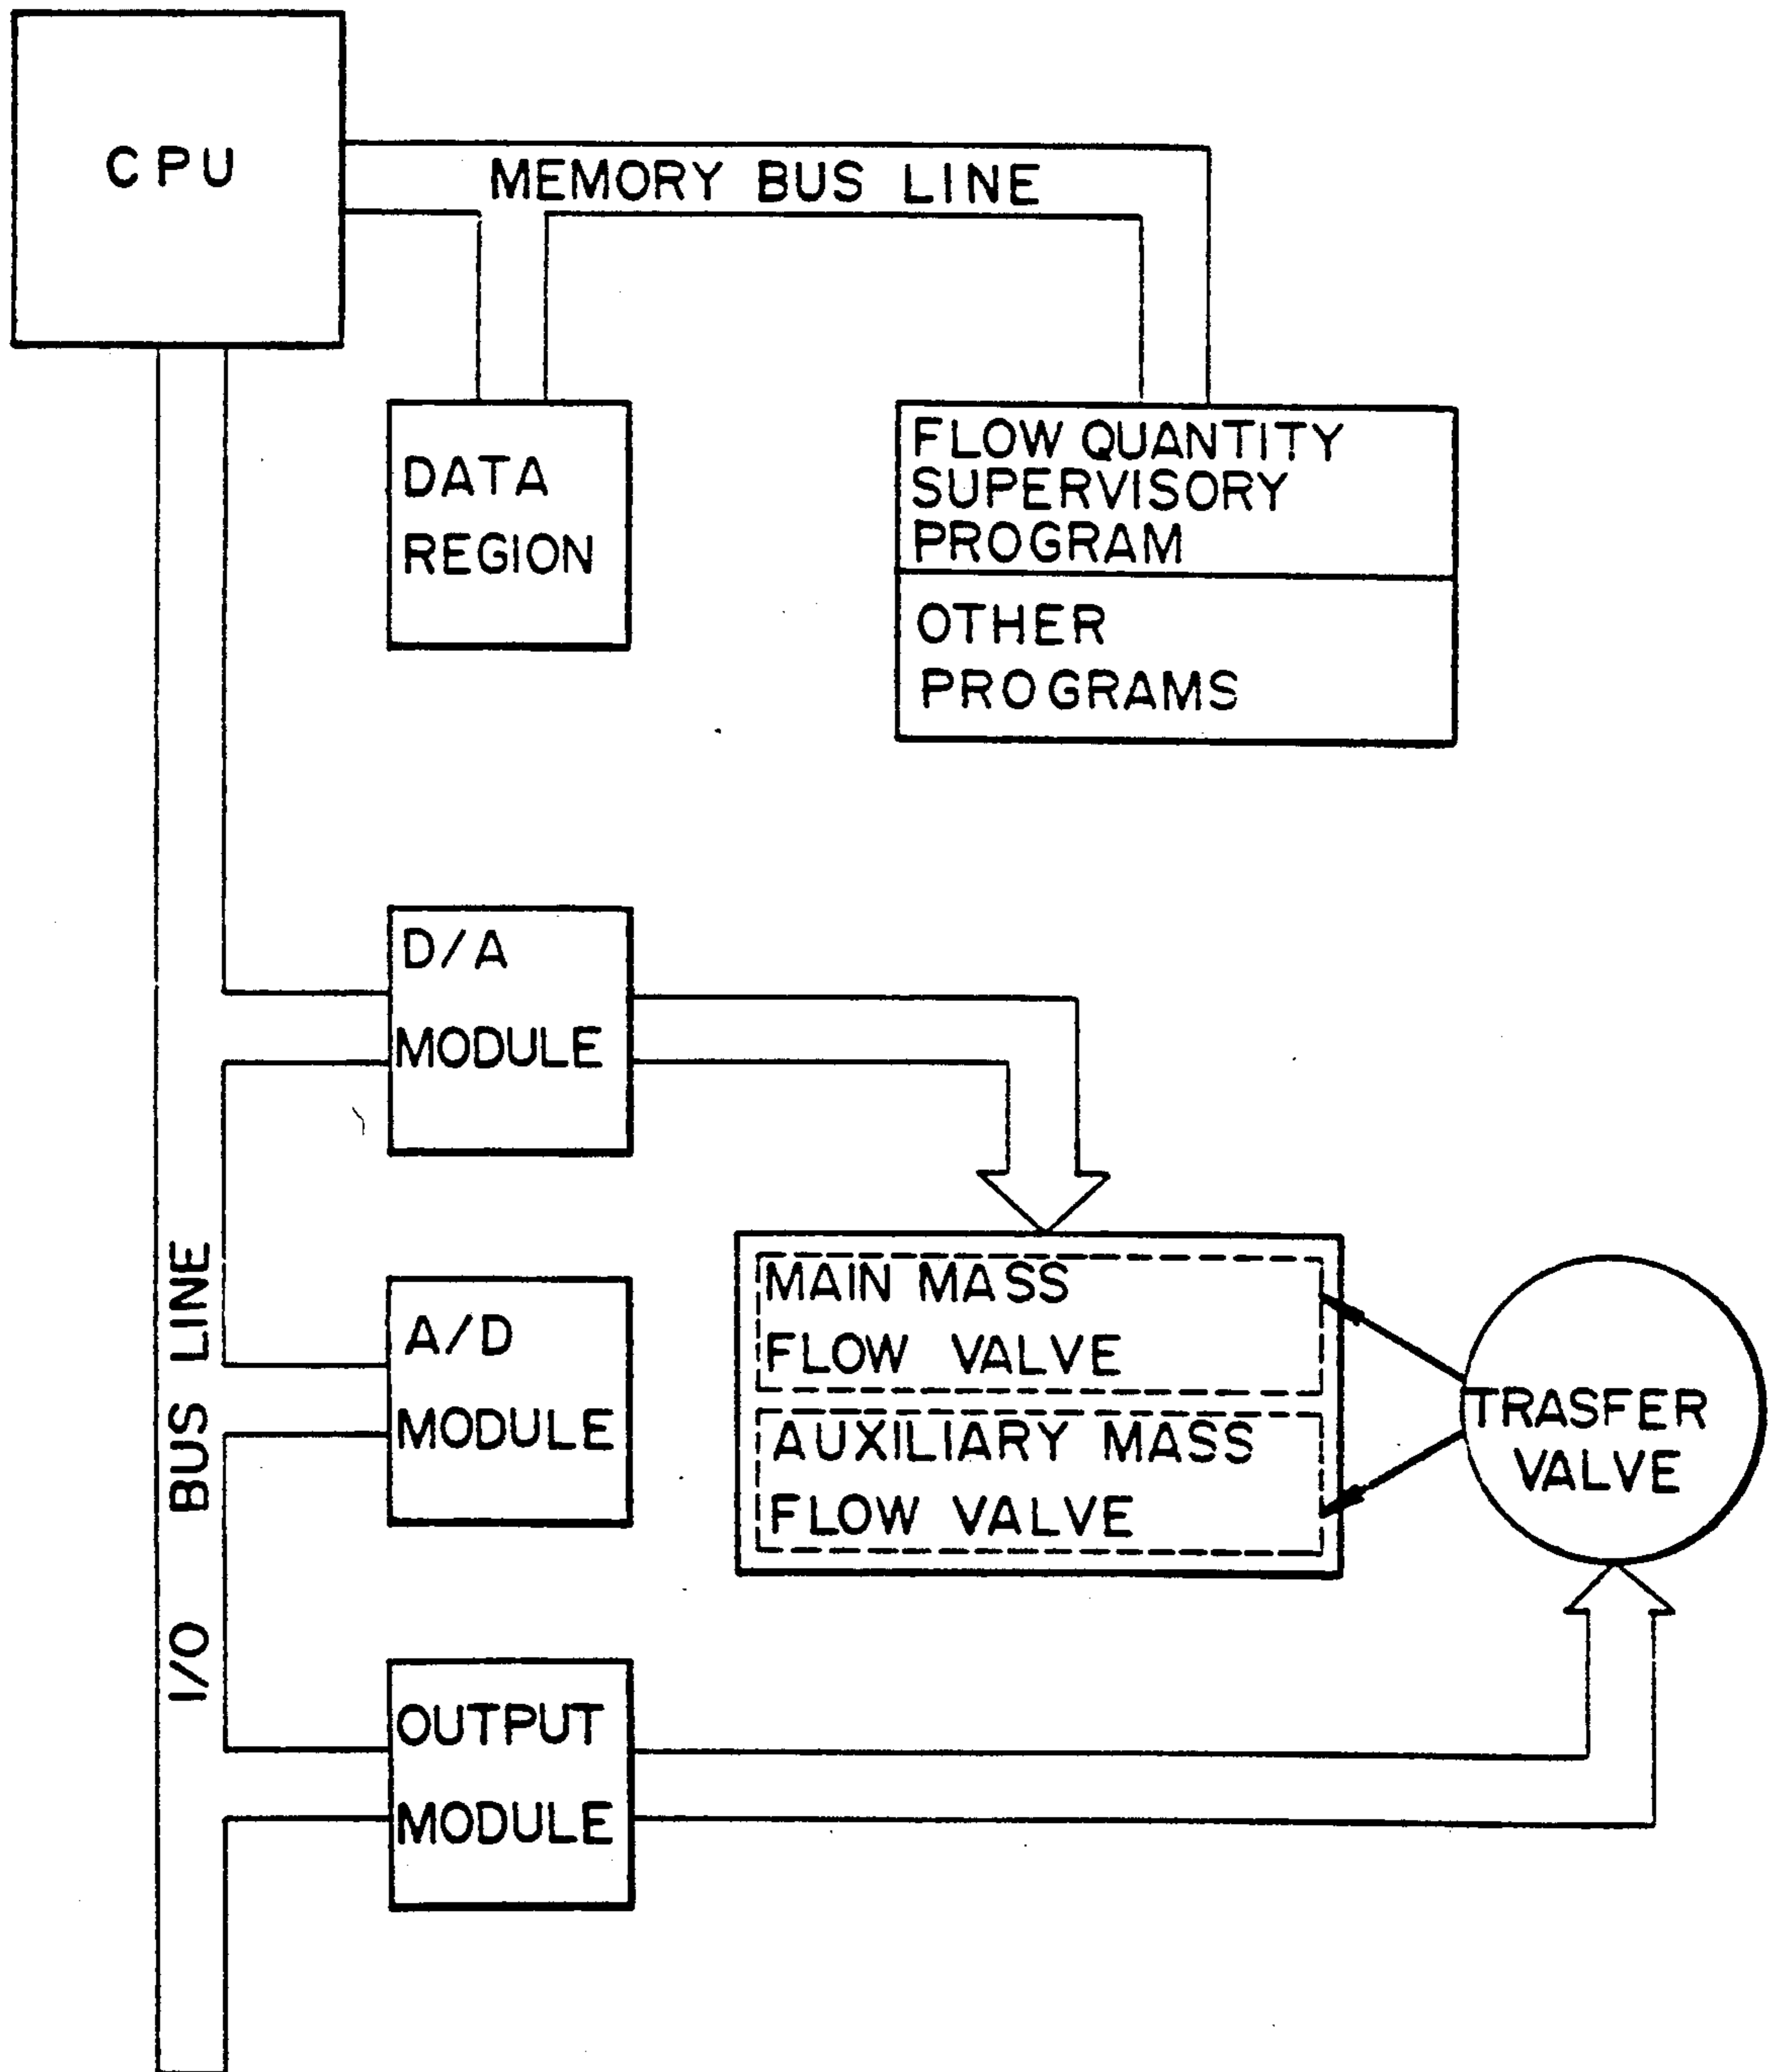 CPU
MEMORY BUS LINE
DATA
REGION
FLOW QUANTITY
SUPERVISORY
PROGRAM
OTHER
PROGRAMS
D/A
MODULE
I/O BUS LINE
A/D
MODULE
MAIN MASS
FLOW VALVE
AUXILIARY MASS
FLOW VALVE
TRASFER
VALVE
OUTPUT
MODULE